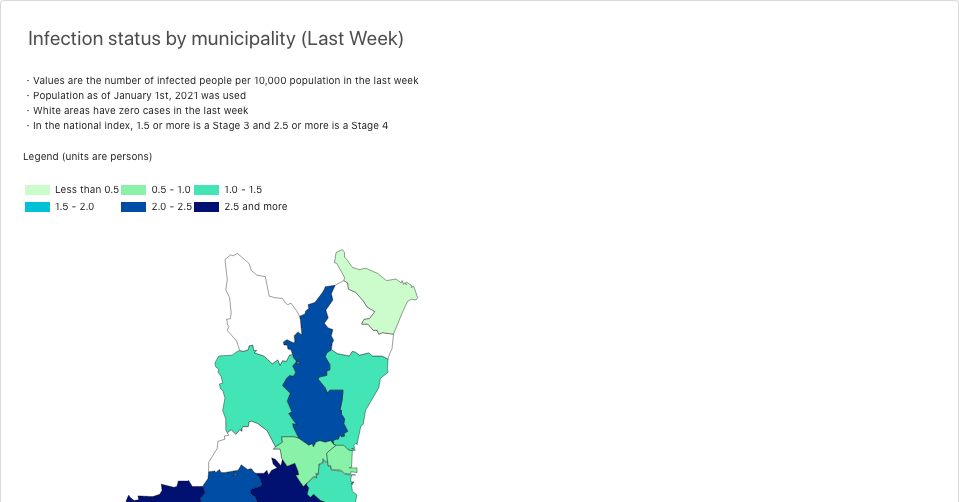 Infection status by municipality (Last Week)
· Values are the number of infected people per 10,000 population in the last week
· Population as of January 1st, 2021 was used
· White areas have zero cases in the last week
· In the national index, 1.5 or more is a Stage 3 and 2.5 or more is a Stage 4
Legend (units are persons)
Less than 0.5 0.5 - 1.0 1.0 - 1.5
1.5 - 2.0 2.0 - 2.5 2.5 and more